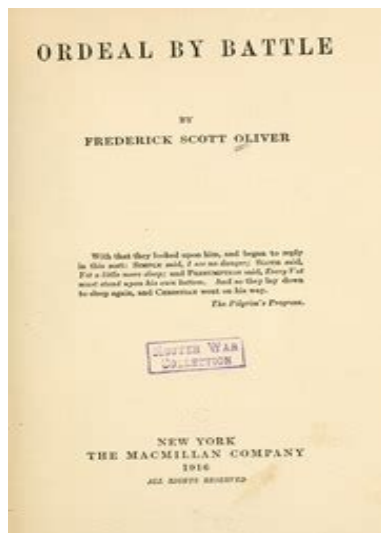 ORDEAL BY BATTLE
BY
FREDERICK SCOTT OLIVER
With that they looked upon him, and began to reply
in this sort: SIMPLE said, I see no danger; SLOTH said,
Yet a little more sleep; and PRESUMPTION said, Every Vat
must stand upon his own bottom. And so they lay down
to sleep again, and CHRISTIAN went on his way.
The Pilgrim's Progress.
WAR
COLLECTION
NEW YORK
THE MACMILLAN COMPANY
1916
ALL RIGHTS RESERVED